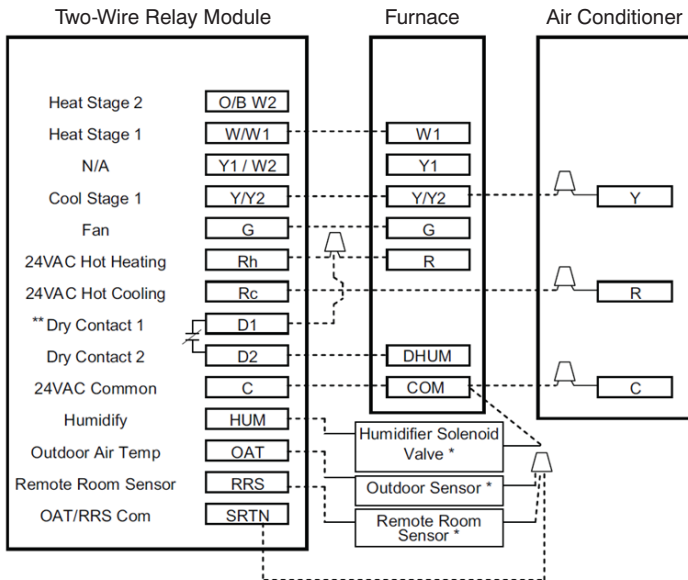 Two-Wire Relay Module Furnace Air Conditioner
Heat Stage 2 O/B W2
Heat Stage 1 W/W1 W1
N/A Y1 / W2 Y1
Cool Stage 1 Y/Y2 Y/Y2 Y
Fan G G
24VAC Hot Heating Rh R
24VAC Hot Cooling Rc R
**Dry Contact 1 D1
Dry Contact 2 D2 DHUM
24VAC Common C COM C
Humidify HUM
Humidifier Solenoid
Valve *
Outdoor Air Temp OAT
Outdoor Sensor *
Remote Room Sensor RRS
Remote Room
Sensor *
OAT/RRS Com SRTN